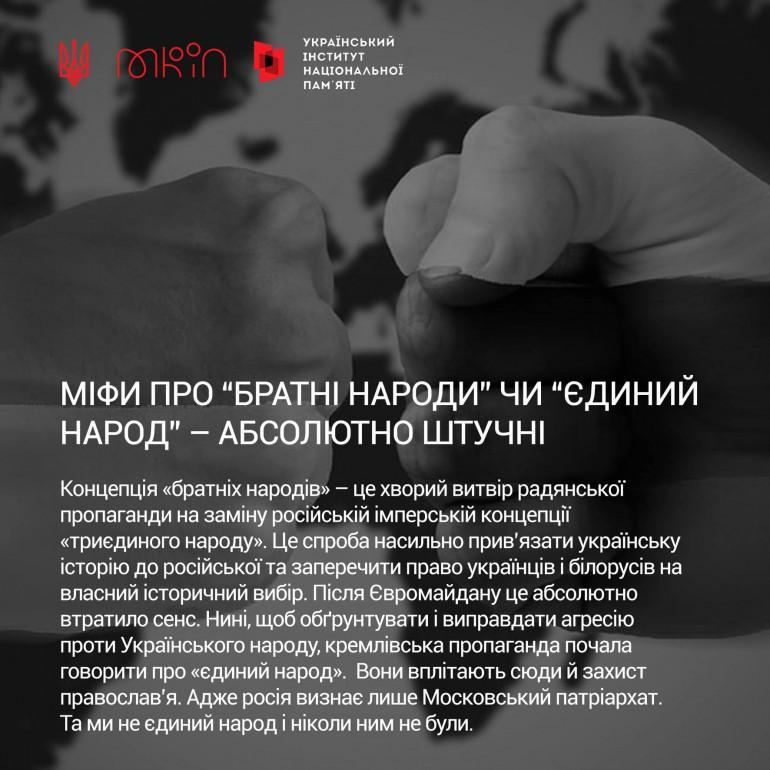 МКІП
УКРАЇНСЬКИЙ
ІНСТИТУТ
НАЦІОНАЛЬНОЇ
ПАМ'ЯТІ
МІФИ ПРО “БРАТНІ НАРОДИ” ЧИ “ЄДИНИЙ
НАРОД” – АБСОЛЮТНО ШТУЧНІ
Концепція «братніх народів» – це хворий витвір радянської
пропаганди на заміну російській імперській концепції
«триєдиного народу». Це спроба насильно прив'язати українську
історію до російської та заперечити право українців і білорусів на
власний історичний вибір. Після Євромайдану це абсолютно
втратило сенс. Нині, щоб обґрунтувати і виправдати агресію
проти Українського народу, кремлівська пропаганда почала
говорити про «єдиний народ». Вони вплітають сюди й захист
православ'я. Адже росія визнає лише Московський патріархат.
Та ми не єдиний народ і ніколи ним не були.